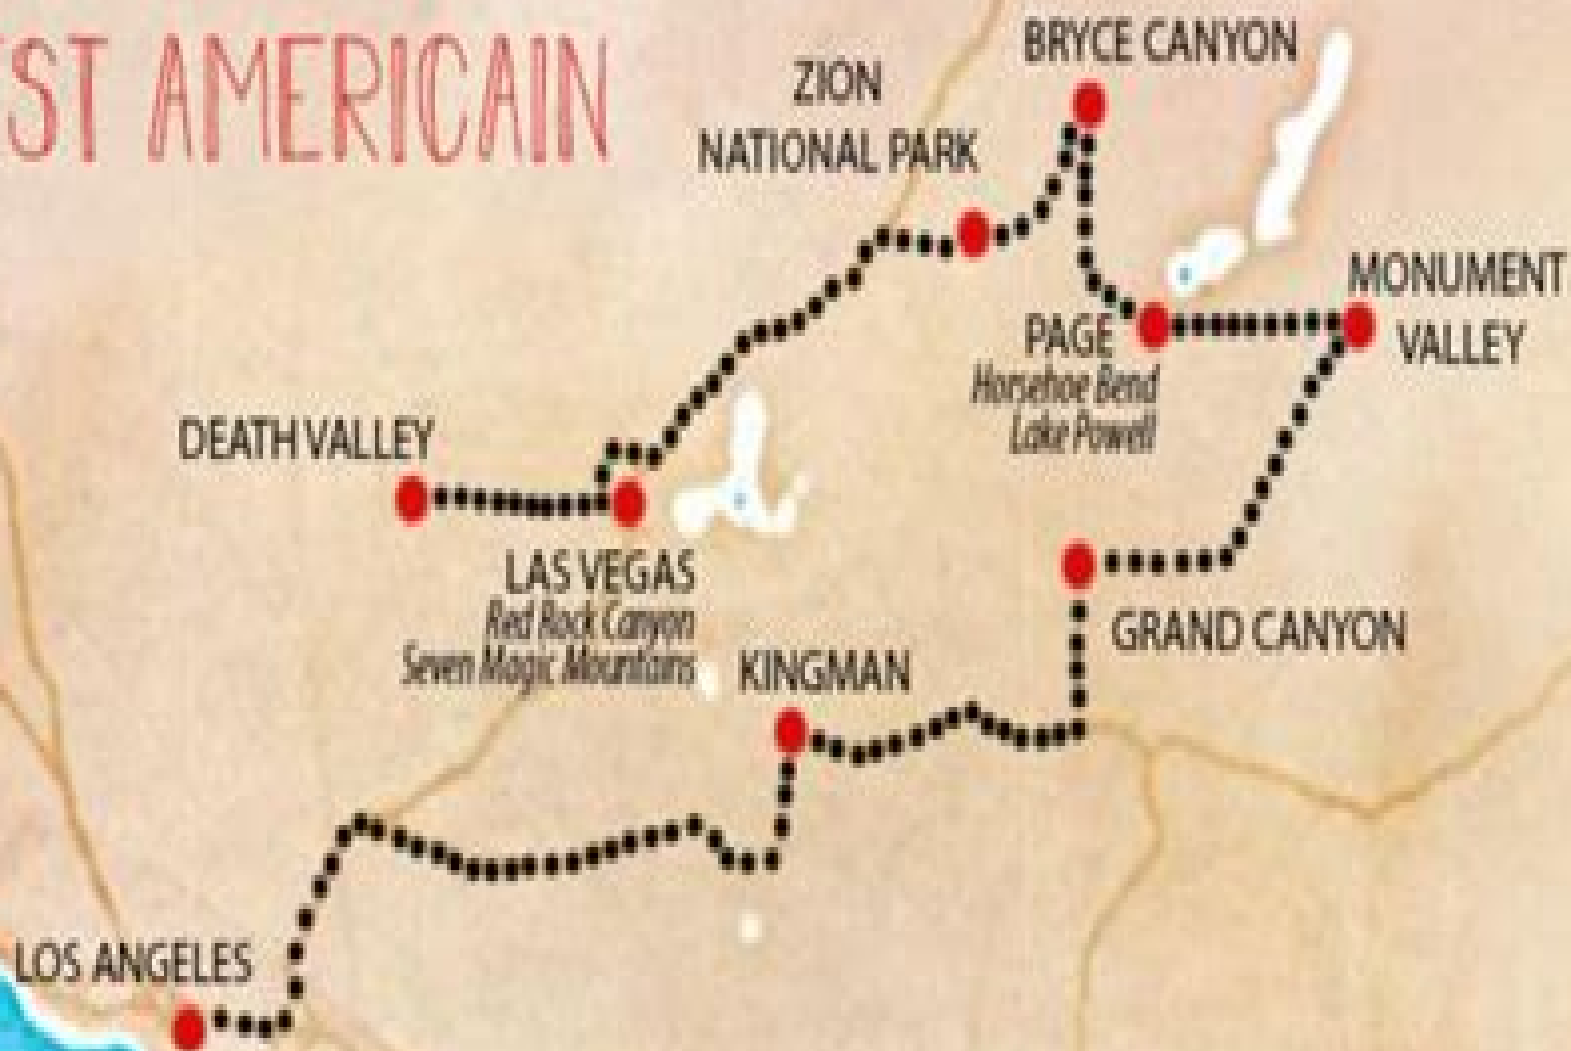 ST AMERICAIN
BRYCE CANYON
ZION
NATIONAL PARK
MONUMENT
VALLEY
PAGE
Horsehoe Bend
Lake Powell
DEATH VALLEY
LAS VEGAS
Red Rock Canyon
Seven Magic Mountains
GRAND CANYON
KINGMAN
LOS ANGELES